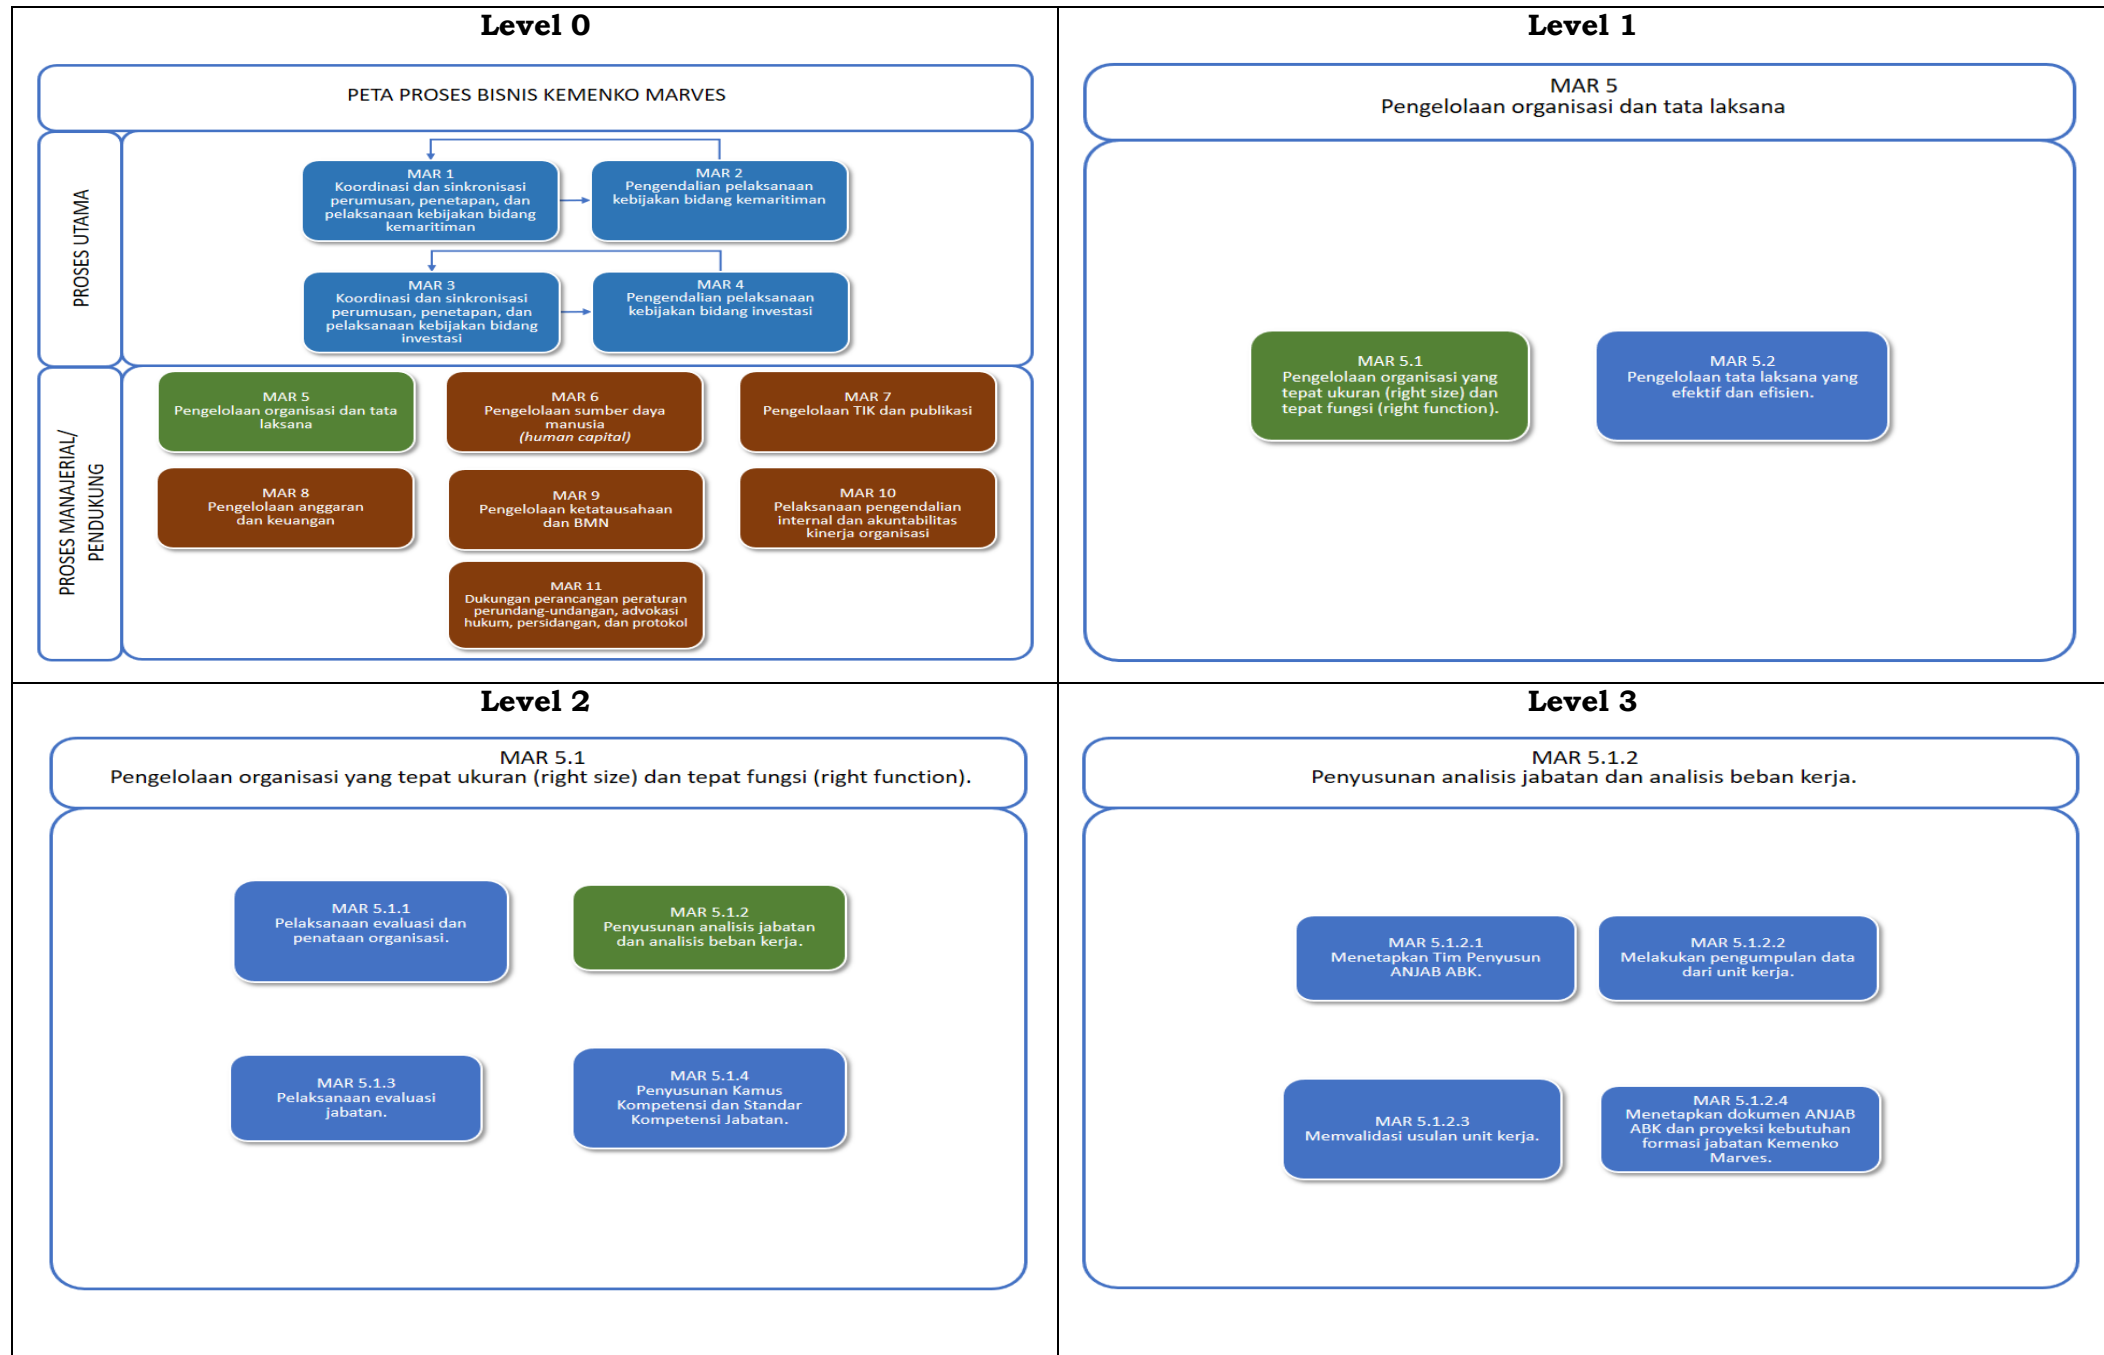 Level 0
PETA PROSES BISNIS KEMENKO MARVES
PROSES UTAMA
MAR 1
Koordinasi dan sinkronisasi
perumusan, penetapan, dan
pelaksanaan kebijakan bidang
kemaritiman
MAR 2
Pengendalian pelaksanaan
kebijakan bidang kemaritiman
MAR 3
Koordinasi dan sinkronisasi
perumusan, penetapan, dan
pelaksanaan kebijakan bidang
investasi
MAR 4
Pengendalian pelaksanaan
kebijakan bidang investasi
PROSES MANAJERIAL/
PENDUKUNG
MAR 5
Pengelolaan organisasi dan tata
laksana
MAR 6
Pengelolaan sumber daya
manusia
(human capital)
MAR 7
Pengelolaan TIK dan publikasi
MAR 8
Pengelolaan anggaran
dan keuangan
MAR 9
Pengelolaan ketatausahaan
dan BMN
MAR 10
Pelaksanaan pengendalian
internal dan akuntabilitas
kinerja organisasi
MAR 11
Dukungan perancangan peraturan
perundang-undangan, advokasi
hukum, persidangan, dan protokol
Level 1
MAR 5
Pengelolaan organisasi dan tata laksana
MAR 5.1
Pengelolaan organisasi yang
tepat ukuran (right size) dan
tepat fungsi (right function).
MAR 5.2
Pengelolaan tata laksana yang
efektif dan efisien.
Level 2
MAR 5.1
Pengelolaan organisasi yang tepat ukuran (right size) dan tepat fungsi (right function).
MAR 5.1.1
Pelaksanaan evaluasi dan
penataan organisasi.
MAR 5.1.2
Penyusunan analisis jabatan
dan analisis beban kerja.
MAR 5.1.3
Pelaksanaan evaluasi
jabatan.
MAR 5.1.4
Penyusunan Kamus
Kompetensi dan Standar
Kompetensi Jabatan.
Level 3
MAR 5.1.2
Penyusunan analisis jabatan dan analisis beban kerja.
MAR 5.1.2.1
Menetapkan Tim Penyusun
ANJAB ABK.
MAR 5.1.2.2
Melakukan pengumpulan data
dari unit kerja.
MAR 5.1.2.3
Memvalidasi usulan unit kerja.
MAR 5.1.2.4
Menetapkan dokumen ANJAB
ABK dan proyeksi kebutuhan
formasi jabatan Kemenko
Marves.